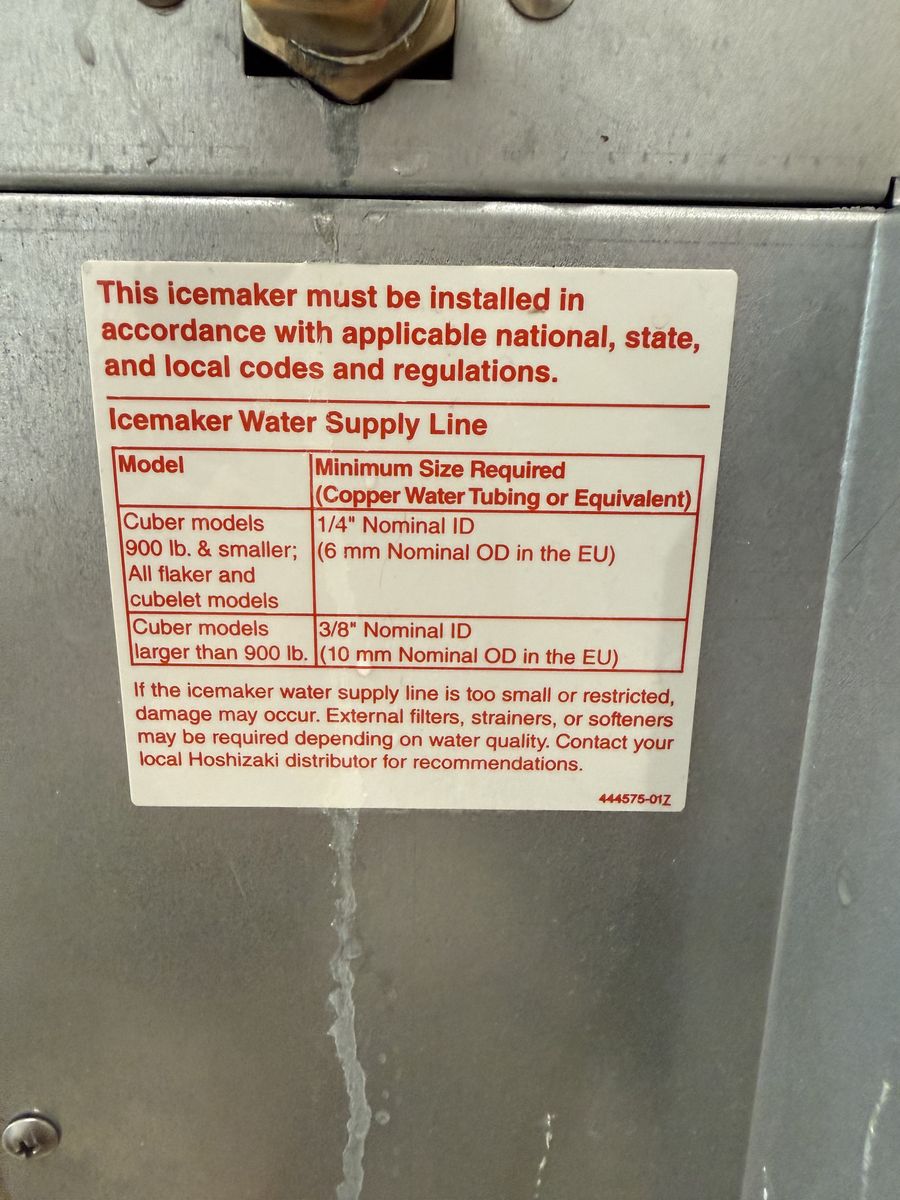 This icemaker must be installed in
accordance with applicable national, state,
and local codes and regulations.
Icemaker Water Supply Line
Model
Minimum Size Required
(Copper Water Tubing or Equivalent)
Cuber models
900 lb. & smaller;
All flaker and
cubelet models
1/4" Nominal ID
(6 mm Nominal OD in the EU)
Cuber models
larger than 900 lb.
3/8" Nominal ID
(10 mm Nominal OD in the EU)
If the icemaker water supply line is too small or restricted,
damage may occur. External filters, strainers, or softeners
may be required depending on water quality. Contact your
local Hoshizaki distributor for recommendations.
444575-01Z